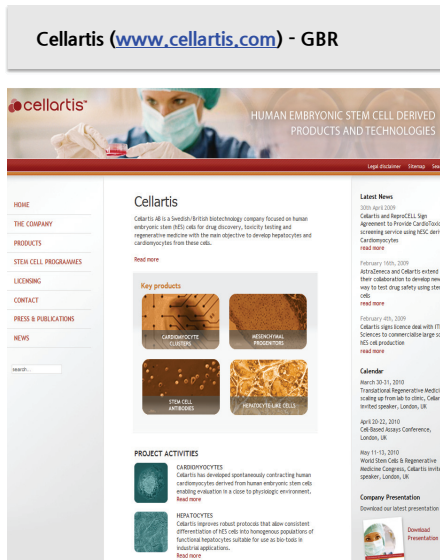 Cellartis (www.cellartis.com) - GBR
cellartis™
HUMAN EMBRYONIC STEM CELL DERIVED
PRODUCTS AND TECHNOLOGIES
Legal disclaimer Sitemap Sea
HOME
THE COMPANY
PRODUCTS
STEM CELL PROGRAMMES
LICENSING
CONTACT
PRESS & PUBLICATIONS
NEWS
search...
Cellartis
Cellartis AB is a Swedish/British biotechnology company focused on human
embryonic stem (hES) cells for drug discovery, toxicity testing and
regenerative medicine with the main objective to develop hepatocytes and
cardiomyocytes from these cells.
Read more
Key products
CARDIOMYOCYTE
CLUSTERS
MESENCHYMAL
PROGENITORS
STEM CELL
ANTIBODIES
HEPATOCYTE-LIKE CELLS
PROJECT ACTIVITIES
CARDIOMYOCYTES
Cellartis has developed spontaneously contracting human
cardiomyocytes derived from human embryonic stem cells
enabling evaluation in a close to physiologic environment.
Read more
HEPATOCYTES
Cellartis improves robust protocols that allow consistent
differentiation of hES cells into homogenous populations of
functional hepatocytes suitable for use as bio-tools in
industrial applications.
Read more
Latest News
30th April 2009
Cellartis and ReproCELL Sign
Agreement to Provide CardioToxic
screening service using hESC deri
Cardiomyocytes
read more
February 16th, 2009
AstraZeneca and Cellartis extend
their collaboration to develop new
way to test drug safety using stem
cells
read more
February 4th, 2009
Cellartis signs licence deal with IT
Sciences to commercialise large sc
hES cell production
read more
Calendar
March 30-31, 2010
Translational Regenerative Medici
scaling up from lab to clinic, Cellar
invited speaker, London, UK
April 20-22, 2010
Cell-Based Assays Conference,
London, UK
May 11-13, 2010
World Stem Cells & Regenerative
Medicine Congress, Cellartis invite
speaker, London, UK
Company Presentation
Download our latest presentation
Download
Presentation